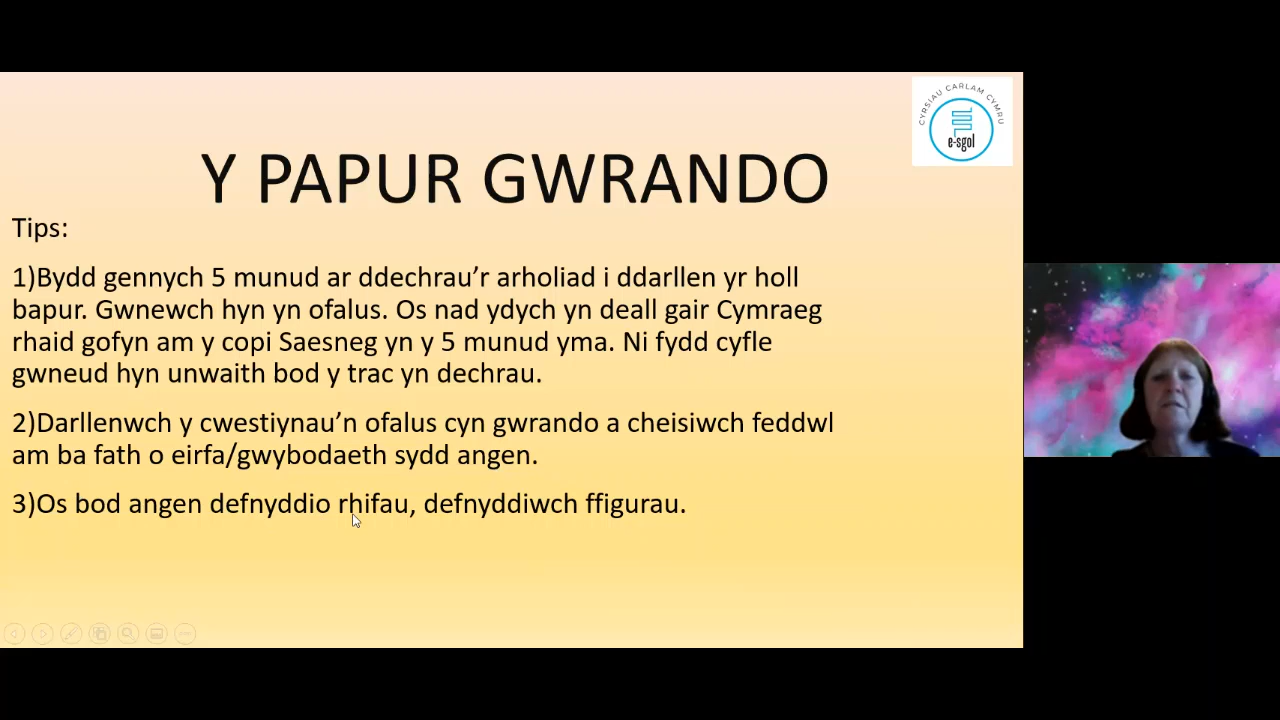 CYRSIAU CARLAM CYMRU
e-sgol
Y PAPUR GWRANDO
Tips:
1)Bydd gennych 5 munud ar ddechrau’r arholiad i ddarllen yr holl
bapur. Gwnewch hyn yn ofalus. Os nad ydych yn deall gair Cymraeg
rhaid gofyn am y copi Saesneg yn y 5 munud yma. Ni fydd cyfle
gwneud hyn unwaith bod y trac yn dechrau.
2)Darllenwch y cwestiynau’n ofalus cyn gwrando a cheisiwch feddwl
am ba fath o eirfa/gwybodaeth sydd angen.
3)Os bod angen defnyddio rhifau, defnyddiwch ffigurau.